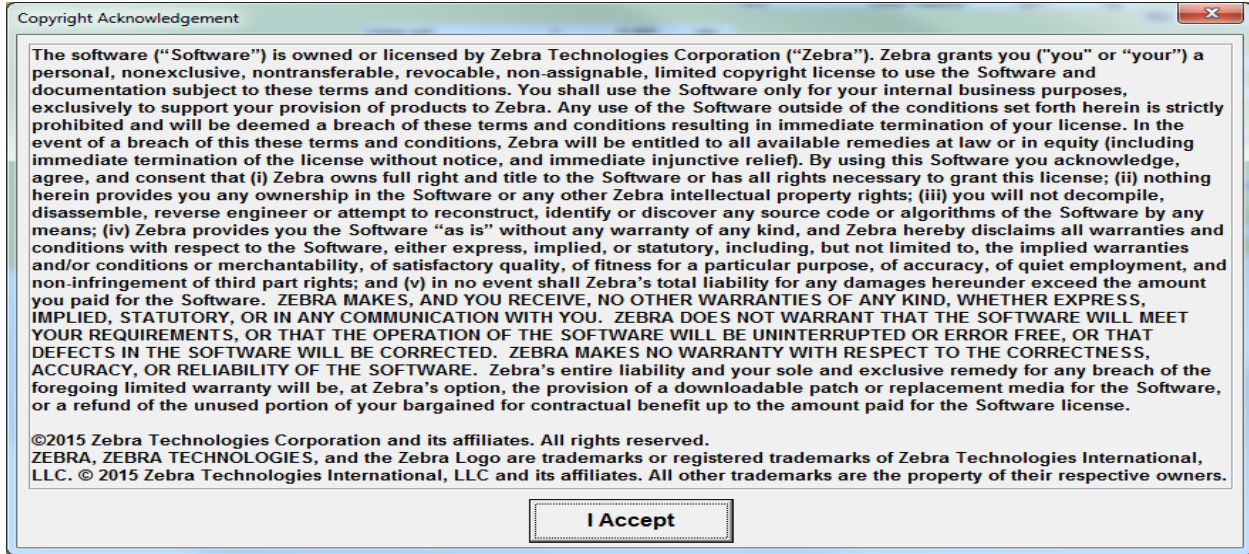 Copyright Acknowledgement
The software (“Software”) is owned or licensed by Zebra Technologies Corporation (“Zebra”). Zebra grants you ("you" or “your”) a
personal, nonexclusive, nontransferable, revocable, non-assignable, limited copyright license to use the Software and
documentation subject to these terms and conditions. You shall use the Software only for your internal business purposes,
exclusively to support your provision of products to Zebra. Any use of the Software outside of the conditions set forth herein is strictly
prohibited and will be deemed a breach of these terms and conditions resulting in immediate termination of your license. In the
event of a breach of this these terms and conditions, Zebra will be entitled to all available remedies at law or in equity (including
immediate termination of the license without notice, and immediate injunctive relief). By using this Software you acknowledge,
agree, and consent that (i) Zebra owns full right and title to the Software or has all rights necessary to grant this license; (ii) nothing
herein provides you any ownership in the Software or any other Zebra intellectual property rights; (iii) you will not decompile,
disassemble, reverse engineer or attempt to reconstruct, identify or discover any source code or algorithms of the Software by any
means; (iv) Zebra provides you the Software “as is” without any warranty of any kind, and Zebra hereby disclaims all warranties and
conditions with respect to the Software, either express, implied, or statutory, including, but not limited to, the implied warranties
and/or conditions or merchantability, of satisfactory quality, of fitness for a particular purpose, of accuracy, of quiet employment, and
non-infringement of third part rights; and (v) in no event shall Zebra’s total liability for any damages hereunder exceed the amount
you paid for the Software.  ZEBRA MAKES, AND YOU RECEIVE, NO OTHER WARRANTIES OF ANY KIND, WHETHER EXPRESS,
IMPLIED, STATUTORY, OR IN ANY COMMUNICATION WITH YOU.  ZEBRA DOES NOT WARRANT THAT THE SOFTWARE WILL MEET
YOUR REQUIREMENTS, OR THAT THE OPERATION OF THE SOFTWARE WILL BE UNINTERRUPTED OR ERROR FREE, OR THAT
DEFECTS IN THE SOFTWARE WILL BE CORRECTED.  ZEBRA MAKES NO WARRANTY WITH RESPECT TO THE CORRECTNESS,
ACCURACY, OR RELIABILITY OF THE SOFTWARE.  Zebra’s entire liability and your sole and exclusive remedy for any breach of the
foregoing limited warranty will be, at Zebra’s option, the provision of a downloadable patch or replacement media for the Software,
or a refund of the unused portion of your bargained for contractual benefit up to the amount paid for the Software license.
©2015 Zebra Technologies Corporation and its affiliates. All rights reserved.
ZEBRA, ZEBRA TECHNOLOGIES, and the Zebra Logo are trademarks or registered trademarks of Zebra Technologies International,
LLC. © 2015 Zebra Technologies International, LLC and its affiliates. All other trademarks are the property of their respective owners.
I Accept